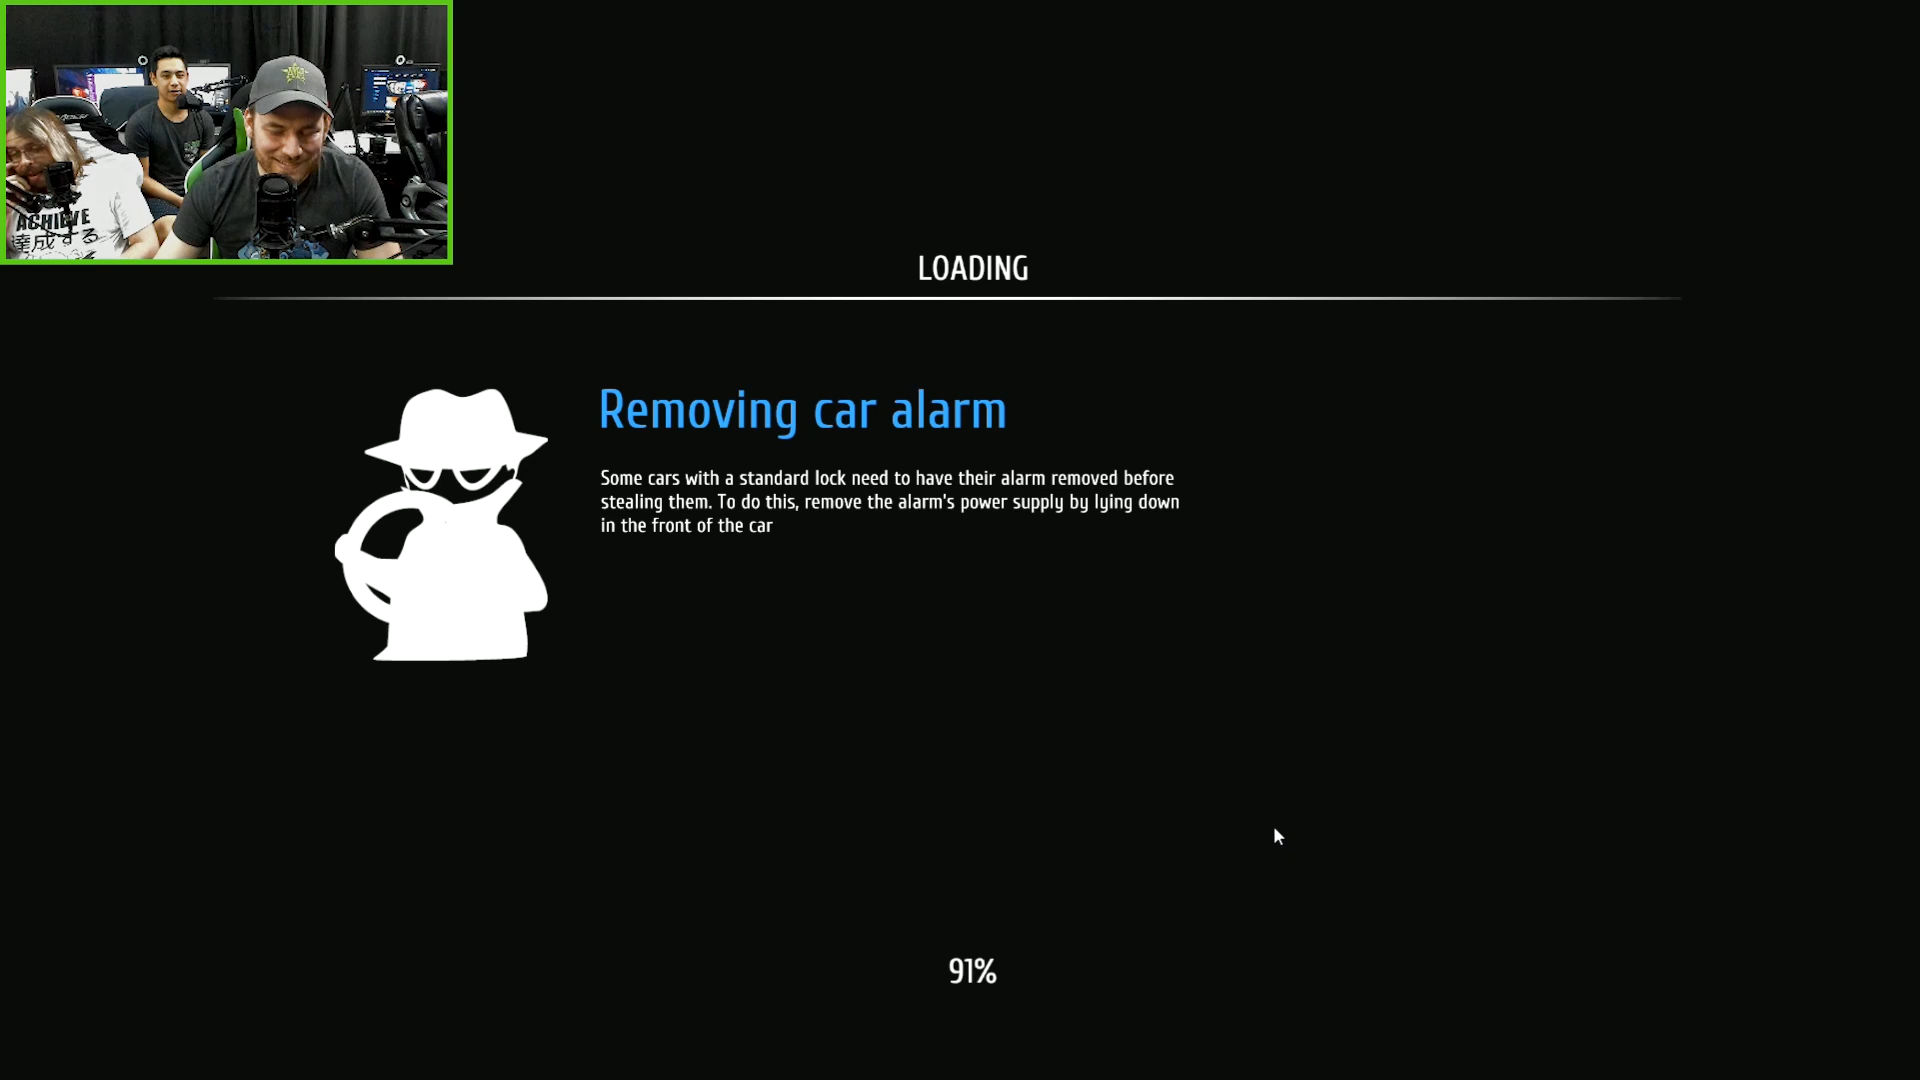 ACHIEVE
達成する
LOADING
Removing car alarm
Some cars with a standard lock need to have their alarm removed before
stealing them. To do this, remove the alarm's power supply by lying down
in the front of the car
91%